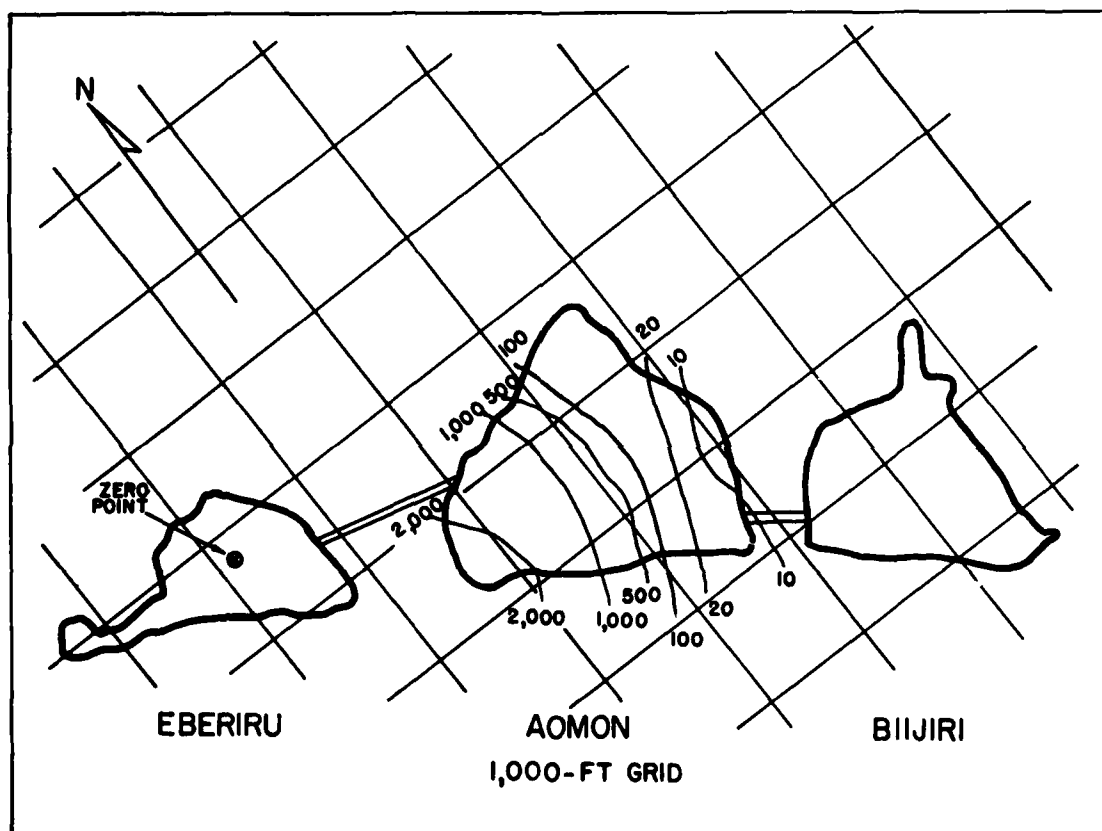 N
20
100
10
500
1,000
ZERO
POINT
2,000
10
500
20
2,000
1,000
100
EBERIRU
AOMON
BIIJIRI
1,000-FT GRID